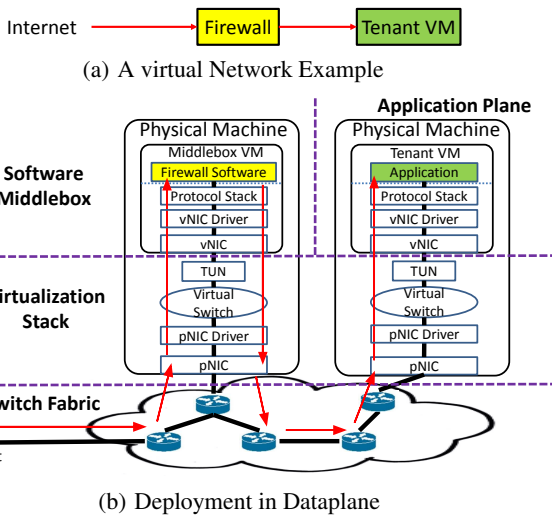 Internet
Firewall
Tenant VM
(a) A virtual Network Example
Application Plane
Physical Machine
Physical Machine
Middlebox VM
Tenant VM
Firewall Software
Application
Software
Middlebox
Protocol Stack
Protocol Stack
vNIC Driver
vNIC Driver
vNIC
vNIC
TUN
TUN
Virtualization
Stack
Virtual
Switch
Virtual
Switch
pNIC Driver
pNIC Driver
pNIC
pNIC
Switch Fabric
(b) Deployment in Dataplane